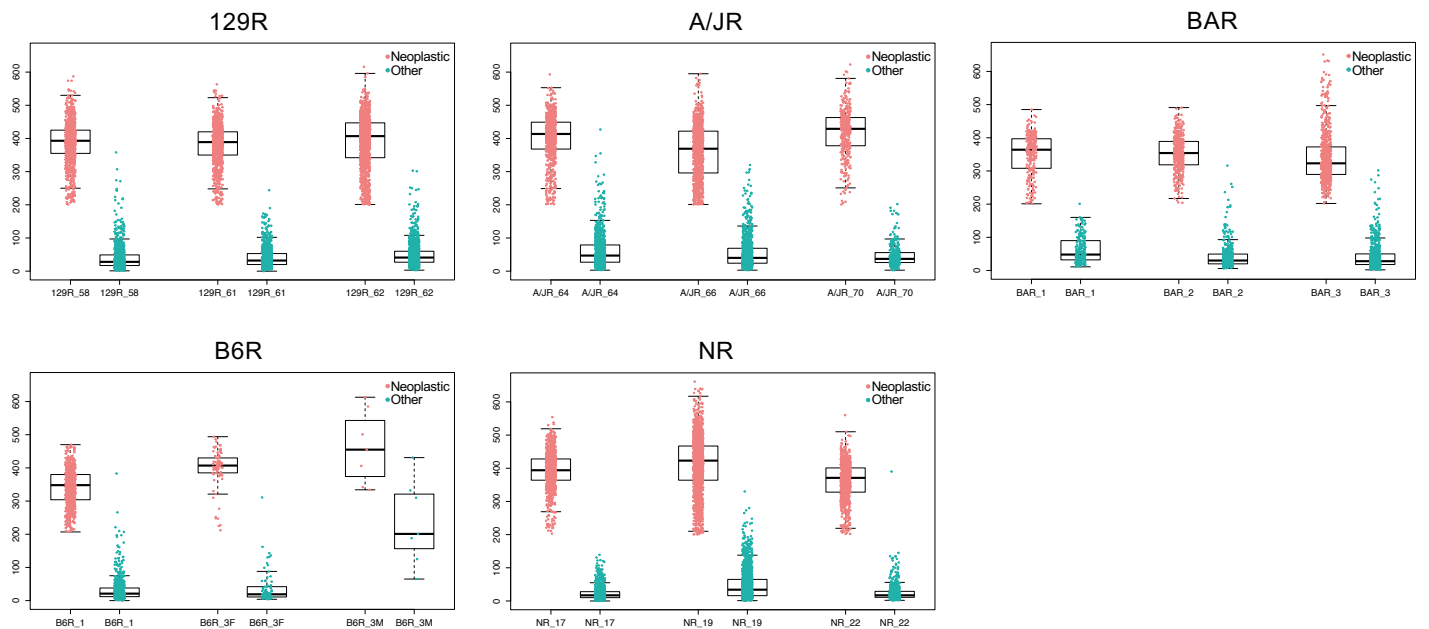 129R
A/JR
BAR
Neoplastic
Other
600
500
400
300
200
100
0
129R_58
129R_58
129R_61
129R_61
129R_62
129R_62
Neoplastic
Other
600
500
400
300
200
100
0
A/JR_64
A/JR_64
A/JR_66
A/JR_66
A/JR_70
A/JR_70
Neoplastic
Other
600
500
400
300
200
100
0
BAR_1
BAR_1
BAR_2
BAR_2
BAR_3
BAR_3
B6R
NR
Neoplastic
Other
600
500
400
300
200
100
0
B6R_1
B6R_1
B6R_3F
B6R_3F
B6R_3M
B6R_3M
Neoplastic
Other
600
500
400
300
200
100
0
NR_17
NR_17
NR_19
NR_19
NR_22
NR_22